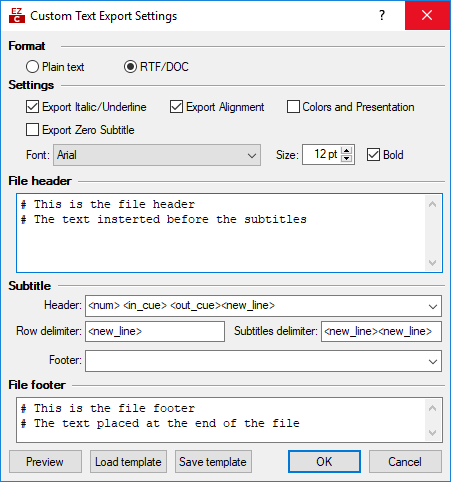 EZ
C
Custom Text Export Settings
?
Format
Plain text
RTF/DOC
Settings
Export Italic/Underline
Export Alignment
Colors and Presentation
Export Zero Subtitle
Font: Arial
Size: 12 pt
Bold
File header
# This is the file header
# The text insterted before the subtitles
Subtitle
Header: <num> <in_cue> <out_cue><new_line>
Row delimiter: <new_line>
Subtitles delimiter: <new_line><new_line>
Footer:
File footer
# This is the file footer
# The text placed at the end of the file
Preview
Load template
Save template
OK
Cancel